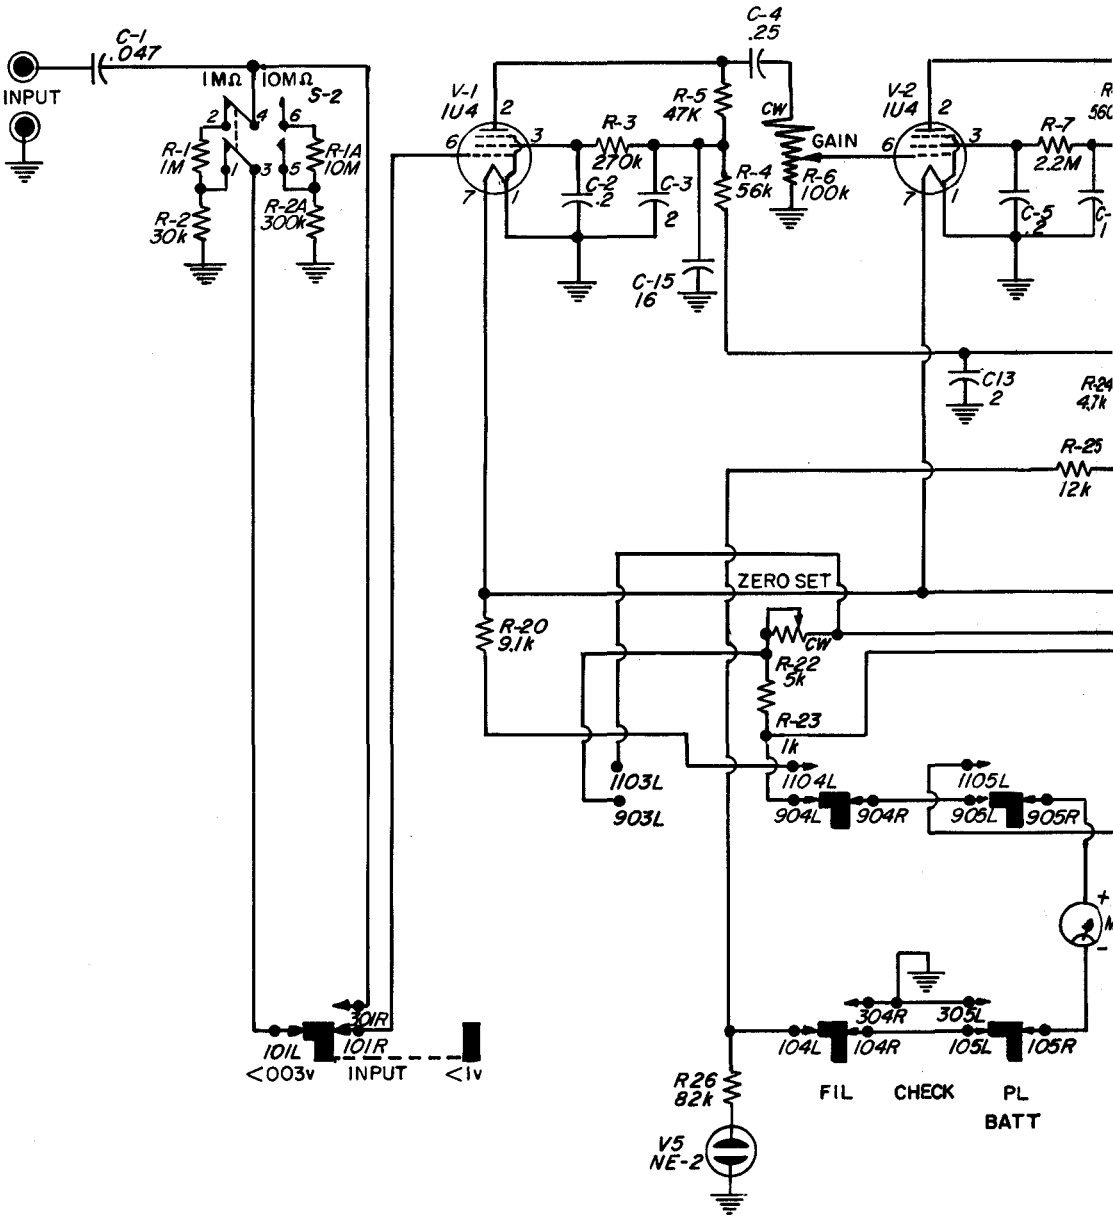 C-1
.047
INPUT
1MΩ 10MΩ
S-2
2 4 6
R-1
1M
R-1A
10M
1 3 5
R-2
30k
R-2A
300k
V-1
1U4
2
6
3
7
1
R-3
270k
C-2
.2
C-3
2
R-5
47K
R-4
56k
C-15
16
C-4
.25
CW
GAIN
R-6
100k
V-2
1U4
2
6
3
7
1
R-7
2.2M
R-
560
C-5
.2
C-
1
C13
2
R-24
4.7k
R-25
12k
ZERO SET
R-20
9.1k
CW
R-22
5k
R-23
1k
1103L
903L
1104L
904L
904R
1105L
905L
905R
+
M
-
301R
101L
101R
<003v
INPUT
<1v
304R
305L
104L
104R
105L
105R
FIL
CHECK
PL
BATT
R26
82k
V5
NE-2